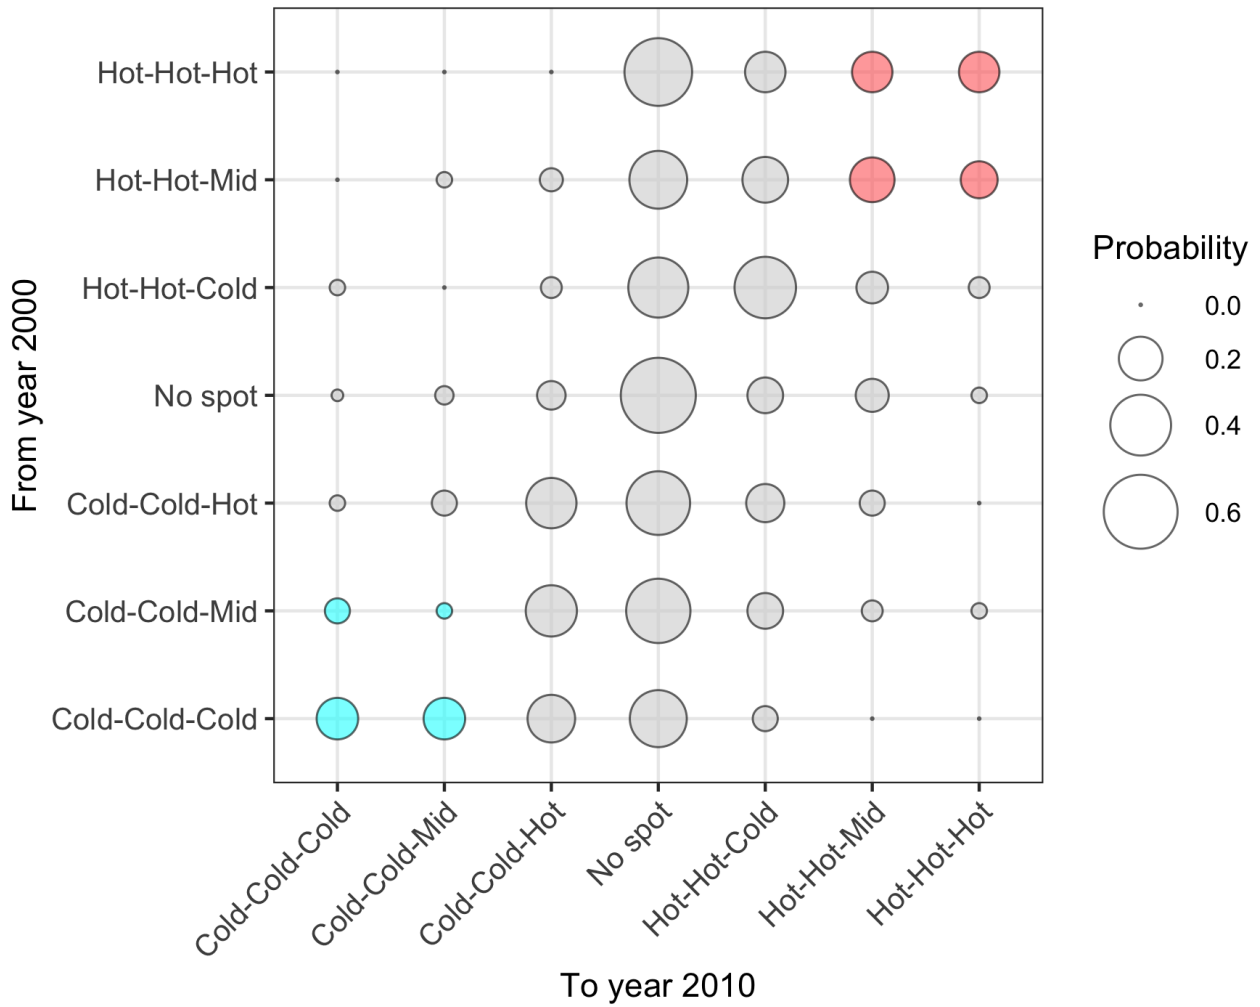 From year 2000
Hot-Hot-Hot
Hot-Hot-Mid
Hot-Hot-Cold
No spot
Cold-Cold-Hot
Cold-Cold-Mid
Cold-Cold-Cold
Cold-Cold-Cold
Cold-Cold-Mid
Cold-Cold-Hot
No spot
Hot-Hot-Cold
Hot-Hot-Mid
Hot-Hot-Hot
To year 2010
Probability
0.0
0.2
0.4
0.6